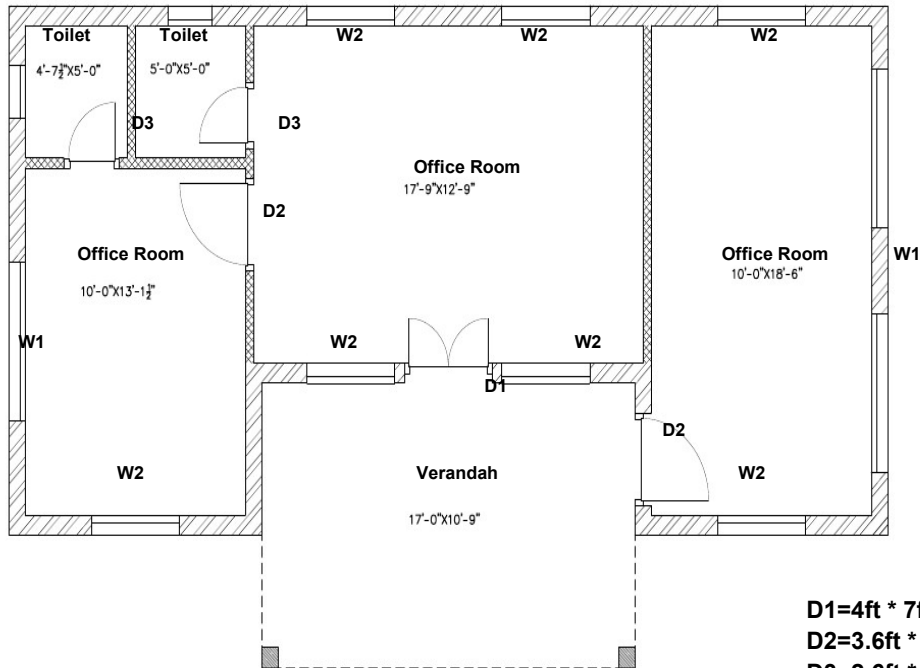 Toilet
4'-7½"X5'-0"
Toilet
5'-0"X5'-0"
W2
W2
W2
D3
D3
Office Room
17'-9"X12'-9"
D2
Office Room
10'-0"X13'-1½"
Office Room
10'-0"X18'-6"
W1
W1
W2
W2
D1
D2
W2
Verandah
W2
17'-0"X10'-9"
D1=4ft * 7f
D2=3.6ft *